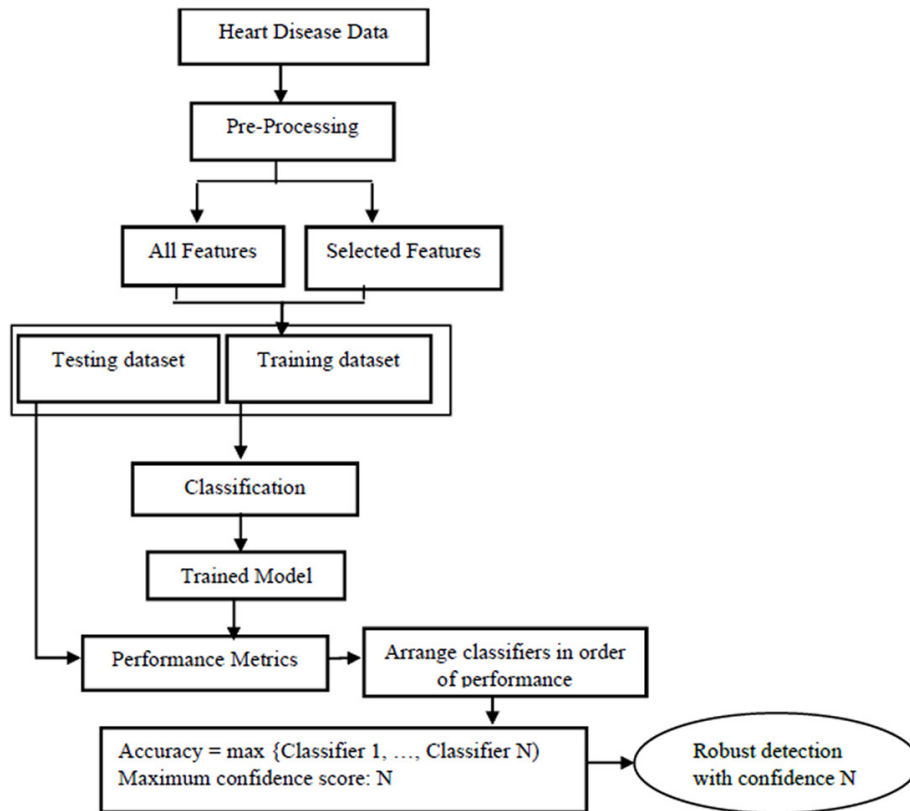 Heart Disease Data
Pre-Processing
All Features
Selected Features
Testing dataset
Training dataset
Classification
Trained Model
Performance Metrics
Arrange classifiers in order
of performance
Accuracy = max {Classifier 1, …, Classifier N)
Maximum confidence score: N
Robust detection
with confidence N